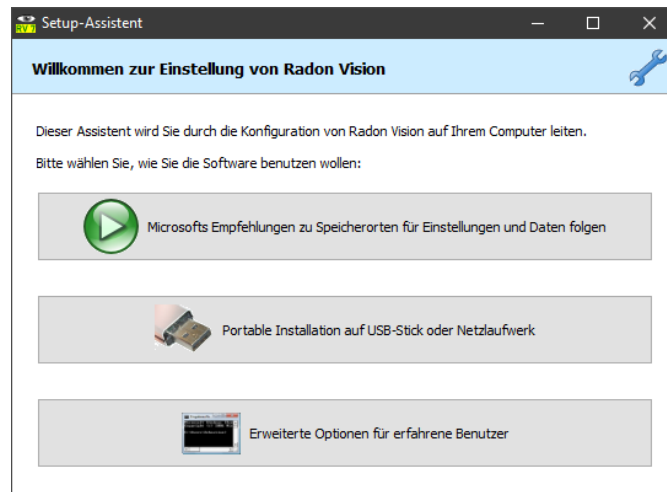 RV 7 Setup-Assistent
Willkommen zur Einstellung von Radon Vision
Dieser Assistent wird Sie durch die Konfiguration von Radon Vision auf Ihrem Computer leiten.
Bitte wählen Sie, wie Sie die Software benutzen wollen:
Microsofts Empfehlungen zu Speicherorten für Einstellungen und Daten folgen
Portable Installation auf USB-Stick oder Netzlaufwerk
Erweiterte Optionen für erfahrene Benutzer